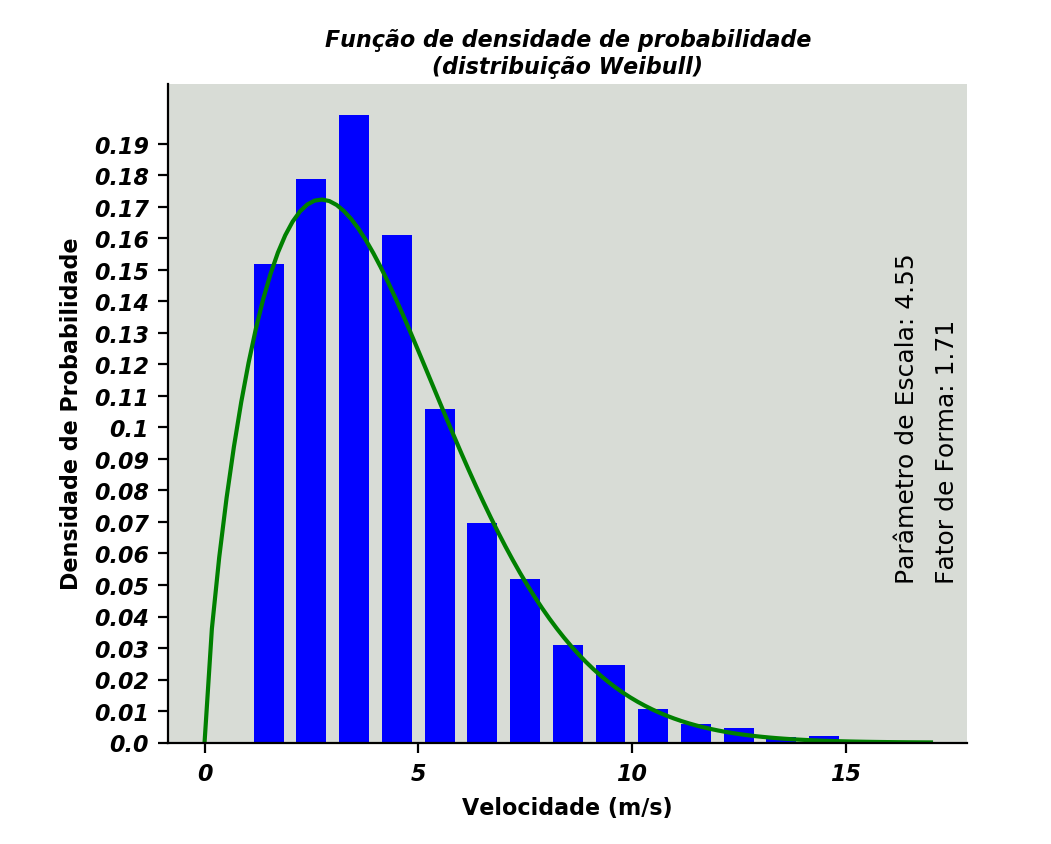 Função de densidade de probabilidade
(distribuição Weibull)
Densidade de Probabilidade
0.19
0.18
0.17
0.16
0.15
0.14
0.13
0.12
0.11
0.1
0.09
0.08
0.07
0.06
0.05
0.04
0.03
0.02
0.01
0.0
Parâmetro de Escala: 4.55
Fator de Forma: 1.71
0 5 10 15
Velocidade (m/s)